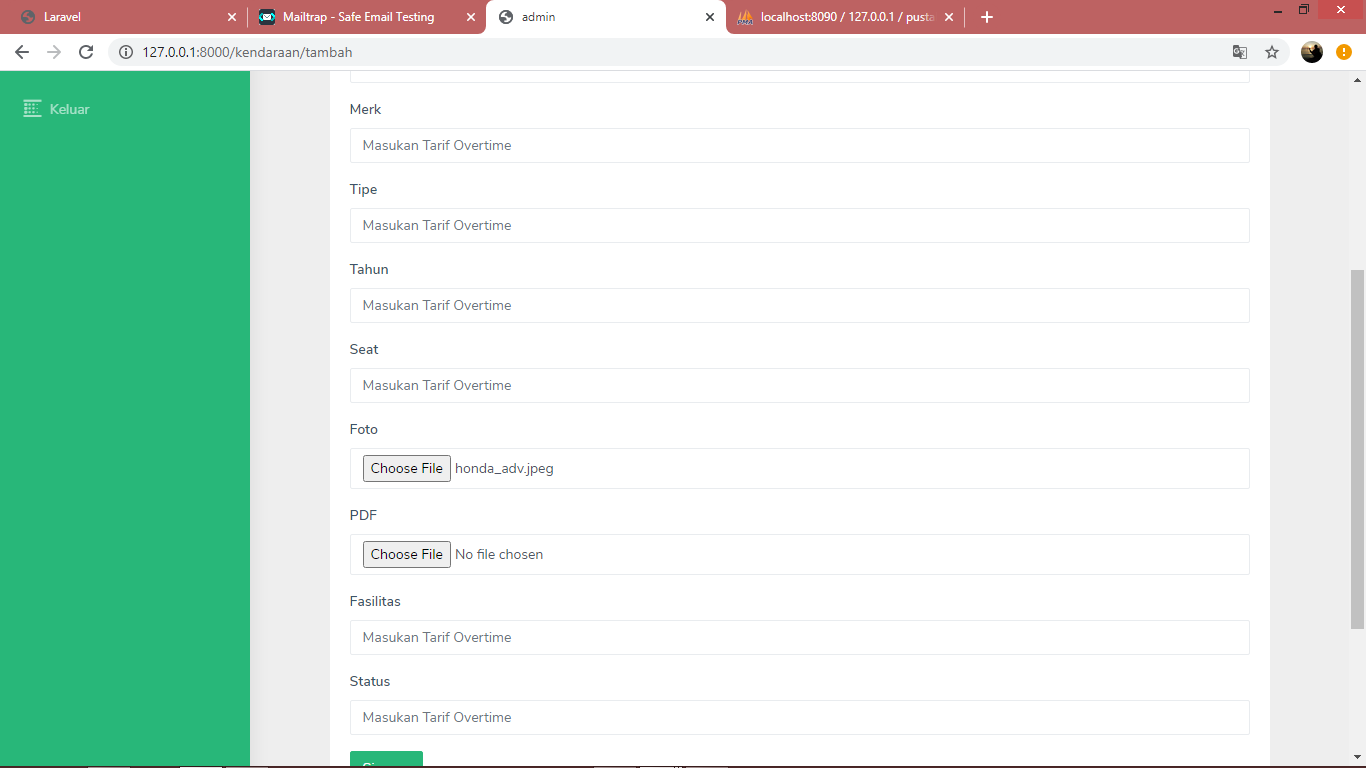 Laravel
Mailtrap - Safe Email Testing
admin
localhost:8090 / 127.0.0.1 / pusta
127.0.0.1:8000/kendaraan/tambah
Keluar
Merk
Masukan Tarif Overtime
Tipe
Masukan Tarif Overtime
Tahun
Masukan Tarif Overtime
Seat
Masukan Tarif Overtime
Foto
Choose File honda_adv.jpeg
PDF
Choose File No file chosen
Fasilitas
Masukan Tarif Overtime
Status
Masukan Tarif Overtime